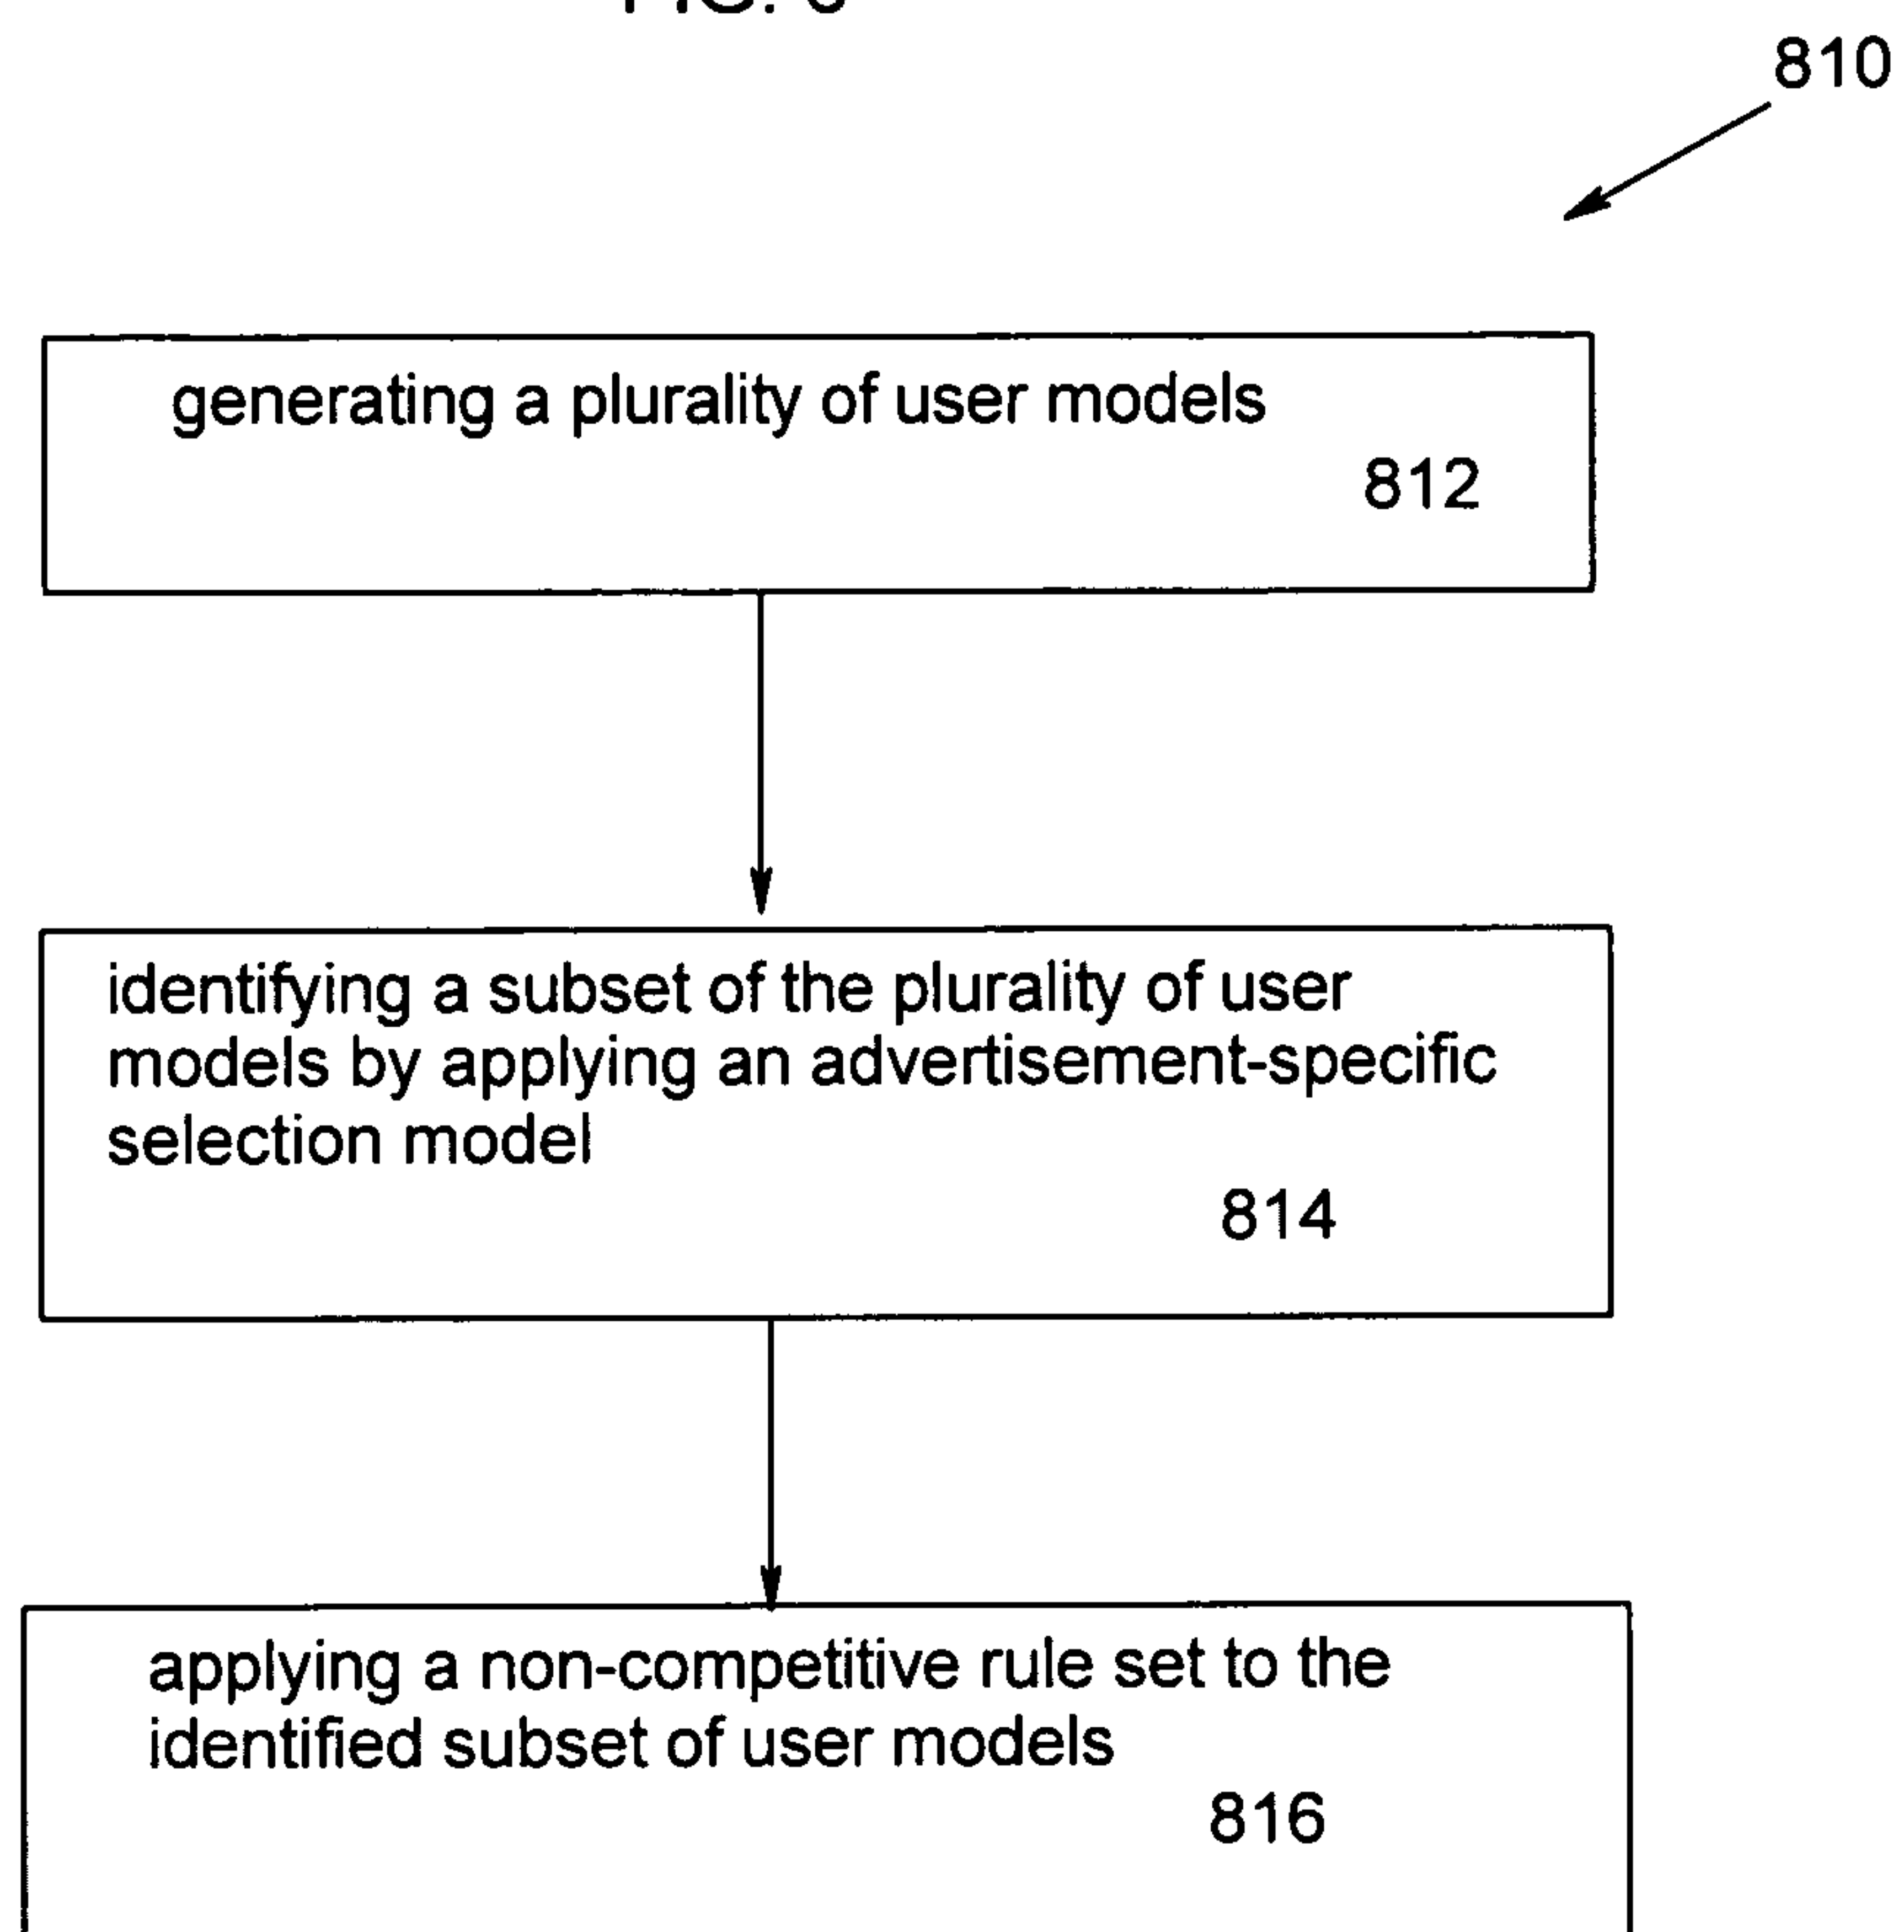 FIG.
810
generating a plurality of user models
812
identifying a subset of the plurality of user
models by applying an advertisement-specific
selection model
814
applying a non-competitive rule set to the
identified subset of user models
816